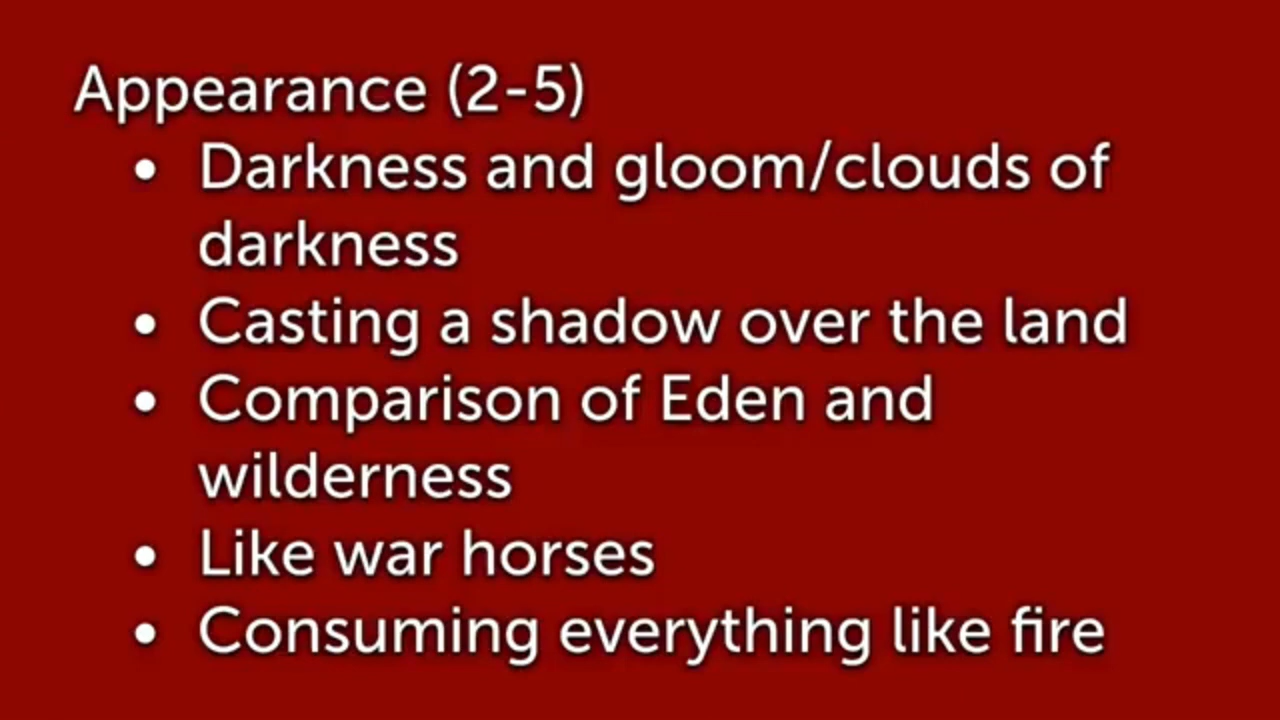 Appearance (2-5)
• Darkness and gloom/clouds of
darkness
• Casting a shadow over the land
• Comparison of Eden and
wilderness
• Like war horses
• Consuming everything like fire